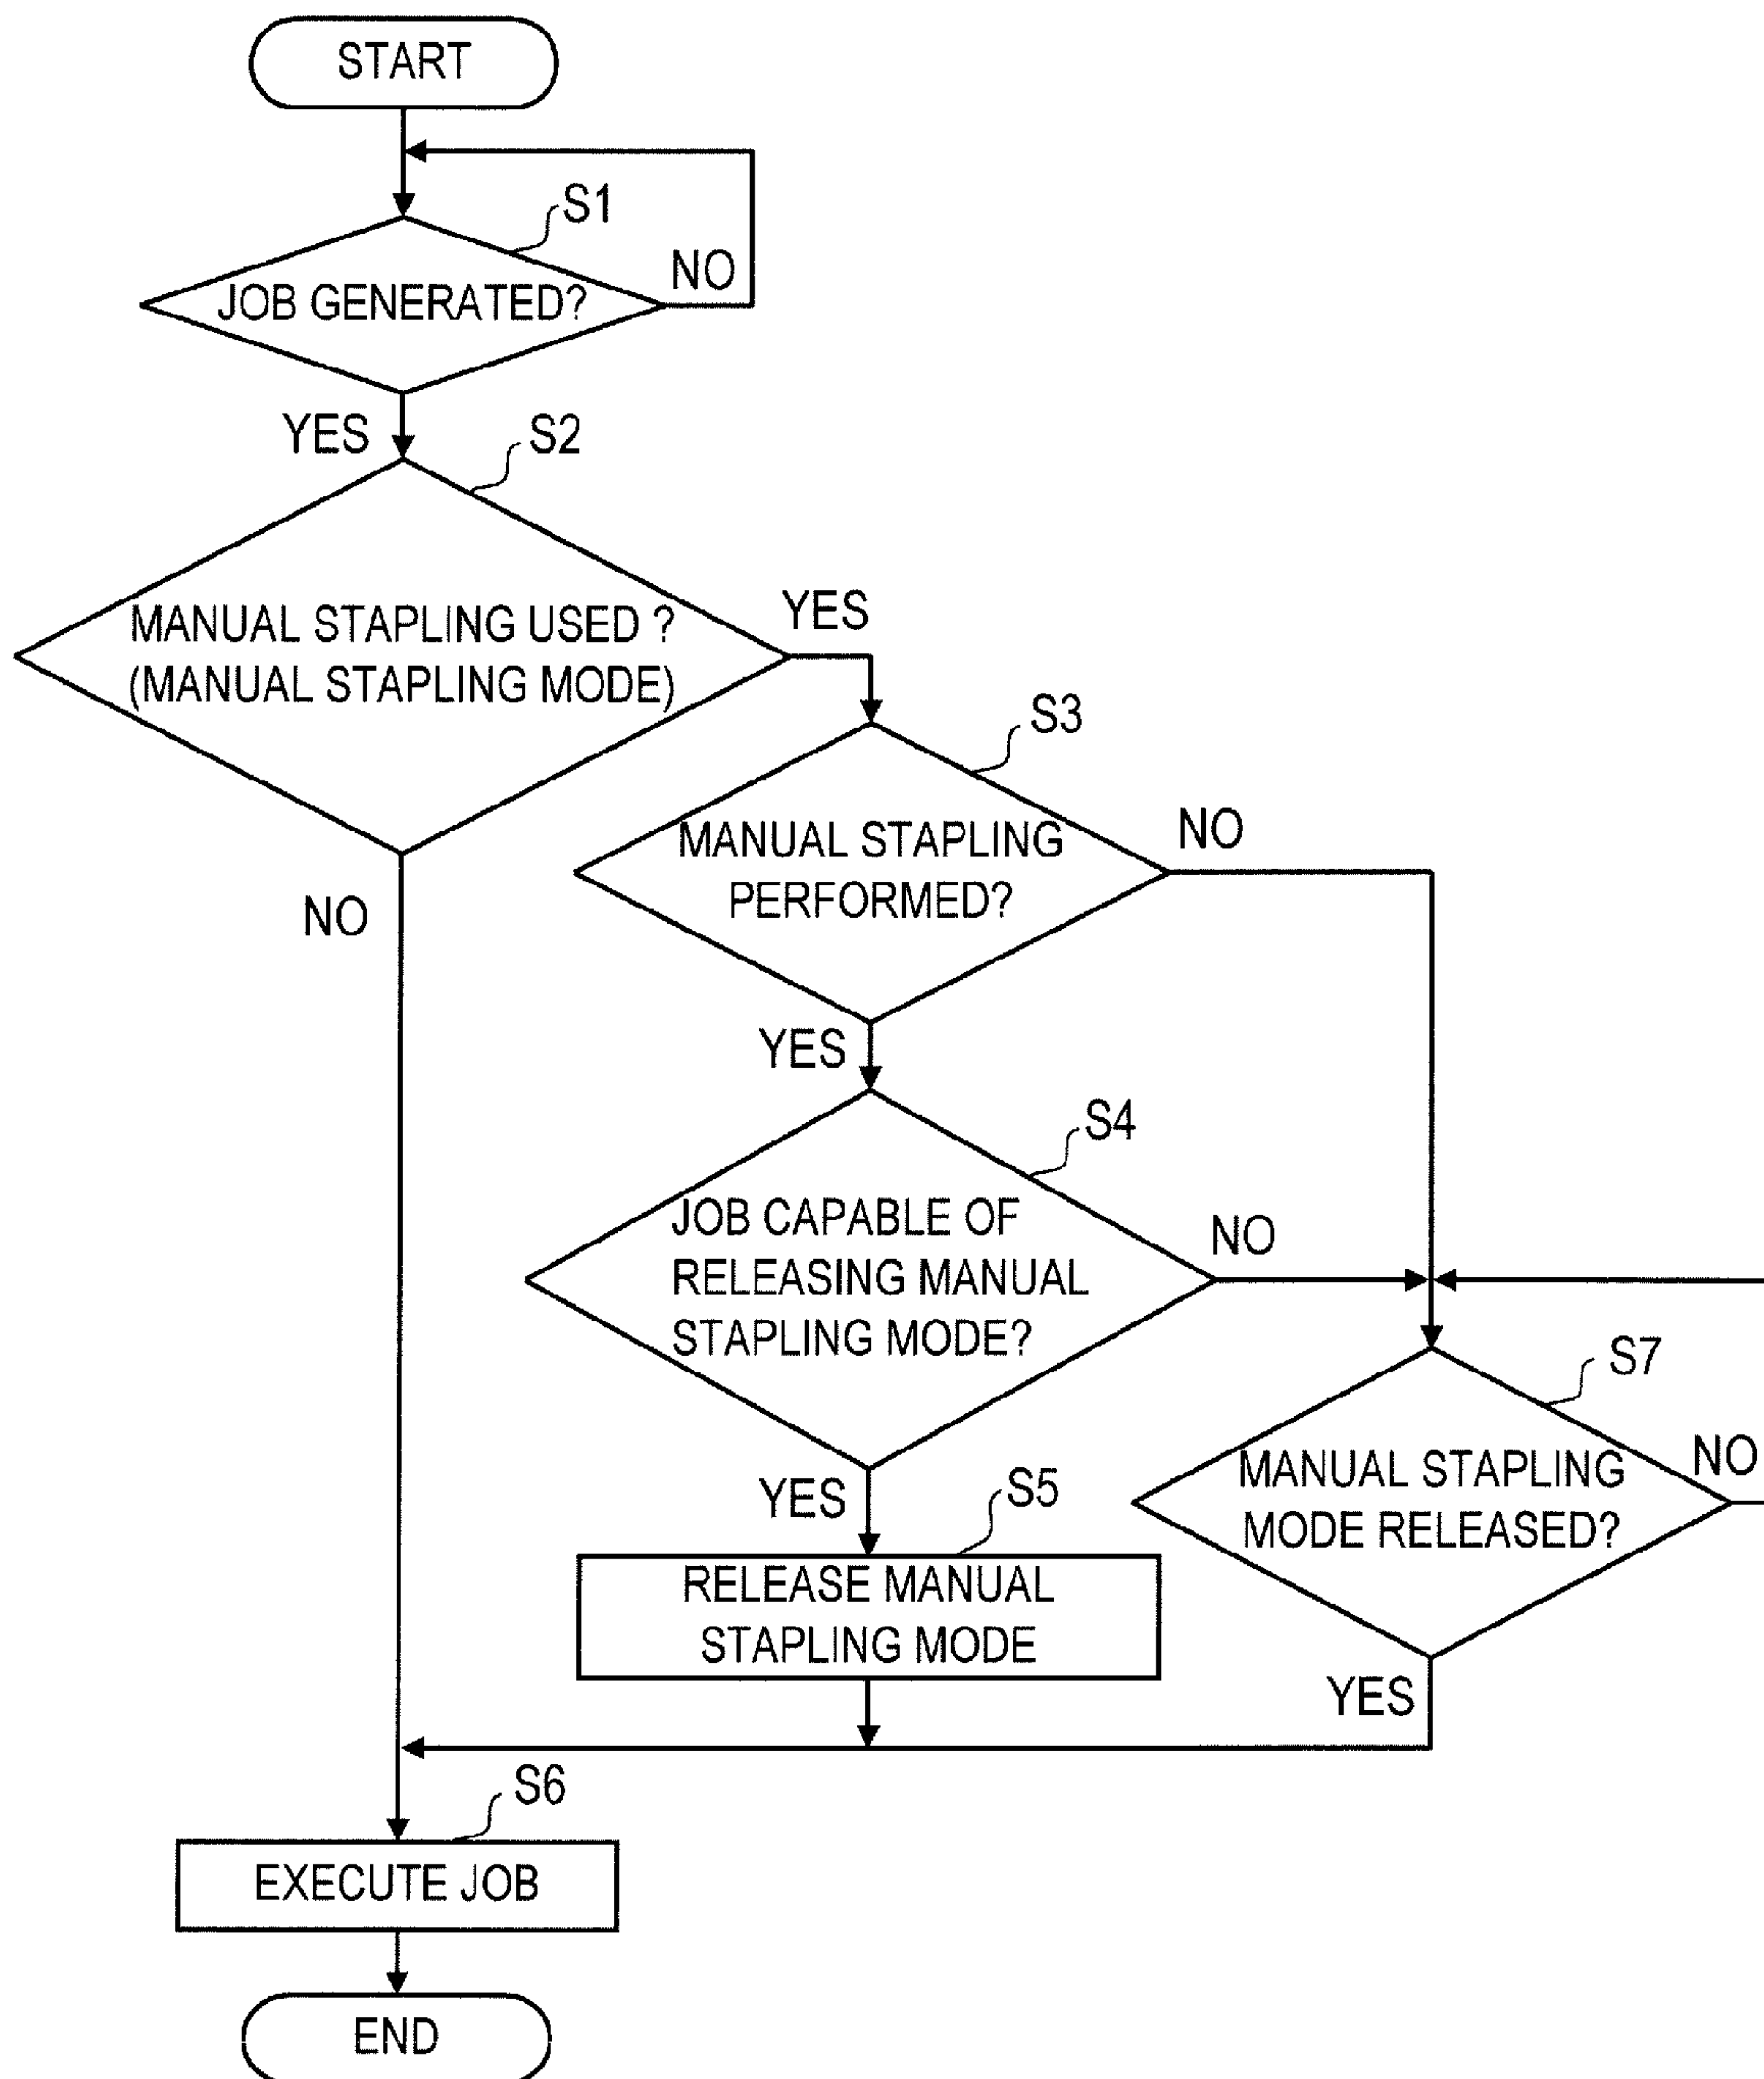 START
S1
NO
JOB GENERATED?
YES
S2
MANUAL STAPLING USED ?
(MANUAL STAPLING MODE)
YES
NO
S3
MANUAL STAPLING
PERFORMED?
NO
YES
S4
JOB CAPABLE OF
RELEASING MANUAL
STAPLING MODE?
NO
YES
S5
RELEASE MANUAL
STAPLING MODE
S7
MANUAL STAPLING
MODE RELEASED?
NO
YES
S6
EXECUTE JOB
END